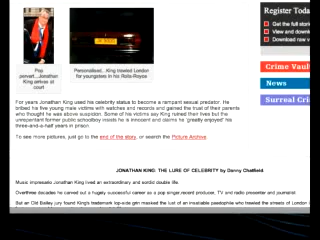 Register Toda
Get the full stori
View and downl
Download raw v
Pop
pervert...Jonathan
King arrives at
court
Personalised...King trawled London
for youngsters in his Rolls-Royce
Crime Vaul
News
Surreal Cri
For years Jonathan King used his celebrity status to become a rampant sexual predator. He
bribed the five young male victims with watches and records and gained the trust of their parents
who thought he was above suspicion. Some of his victims say King ruined their lives but the
unrepentant former public schoolboy insists he is innocent and claims he 'greatly enjoyed' his
three-and-a-half years in prison.
To see more pictures, just go to the end of the story, or search the Picture Archive.
JONATHAN KING: THE LURE OF CELEBRITY by Danny Chatfield
Music impresario Jonathan King lived an extraordinary and sordid double life.
Overthree decades he carved out a hugely successful career as a pop singer,record producer, TV and radio presenter and journalist.
But an Old Bailey jury found King's trademark lop-side grin masked the lust of an insatiable paedophile who trawled the streets of London i